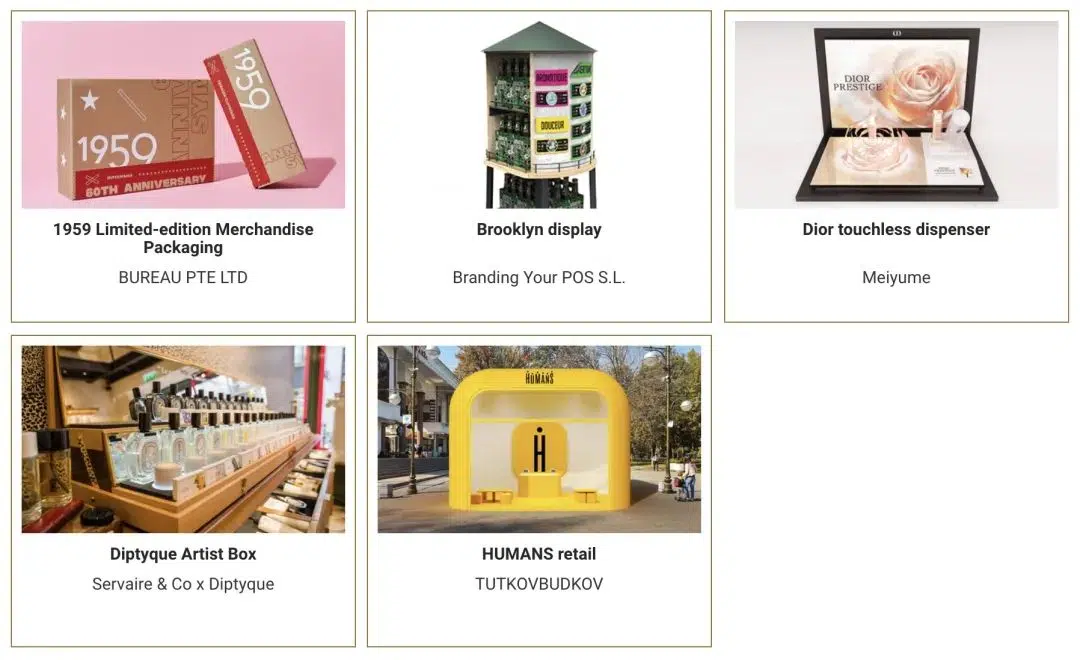 1959
1959
60TH ANNIVERSARY
AROMATIQUE
DOUCEUR
DIOR
PRESTIGE
1959 Limited-edition Merchandise
Packaging
BUREAU PTE LTD
Brooklyn display
Branding Your POS S.L.
Dior touchless dispenser
Meiyume
HUMANS
Diptyque Artist Box
Servaire & Co x Diptyque
HUMANS retail
TUTKOVBUDKOV